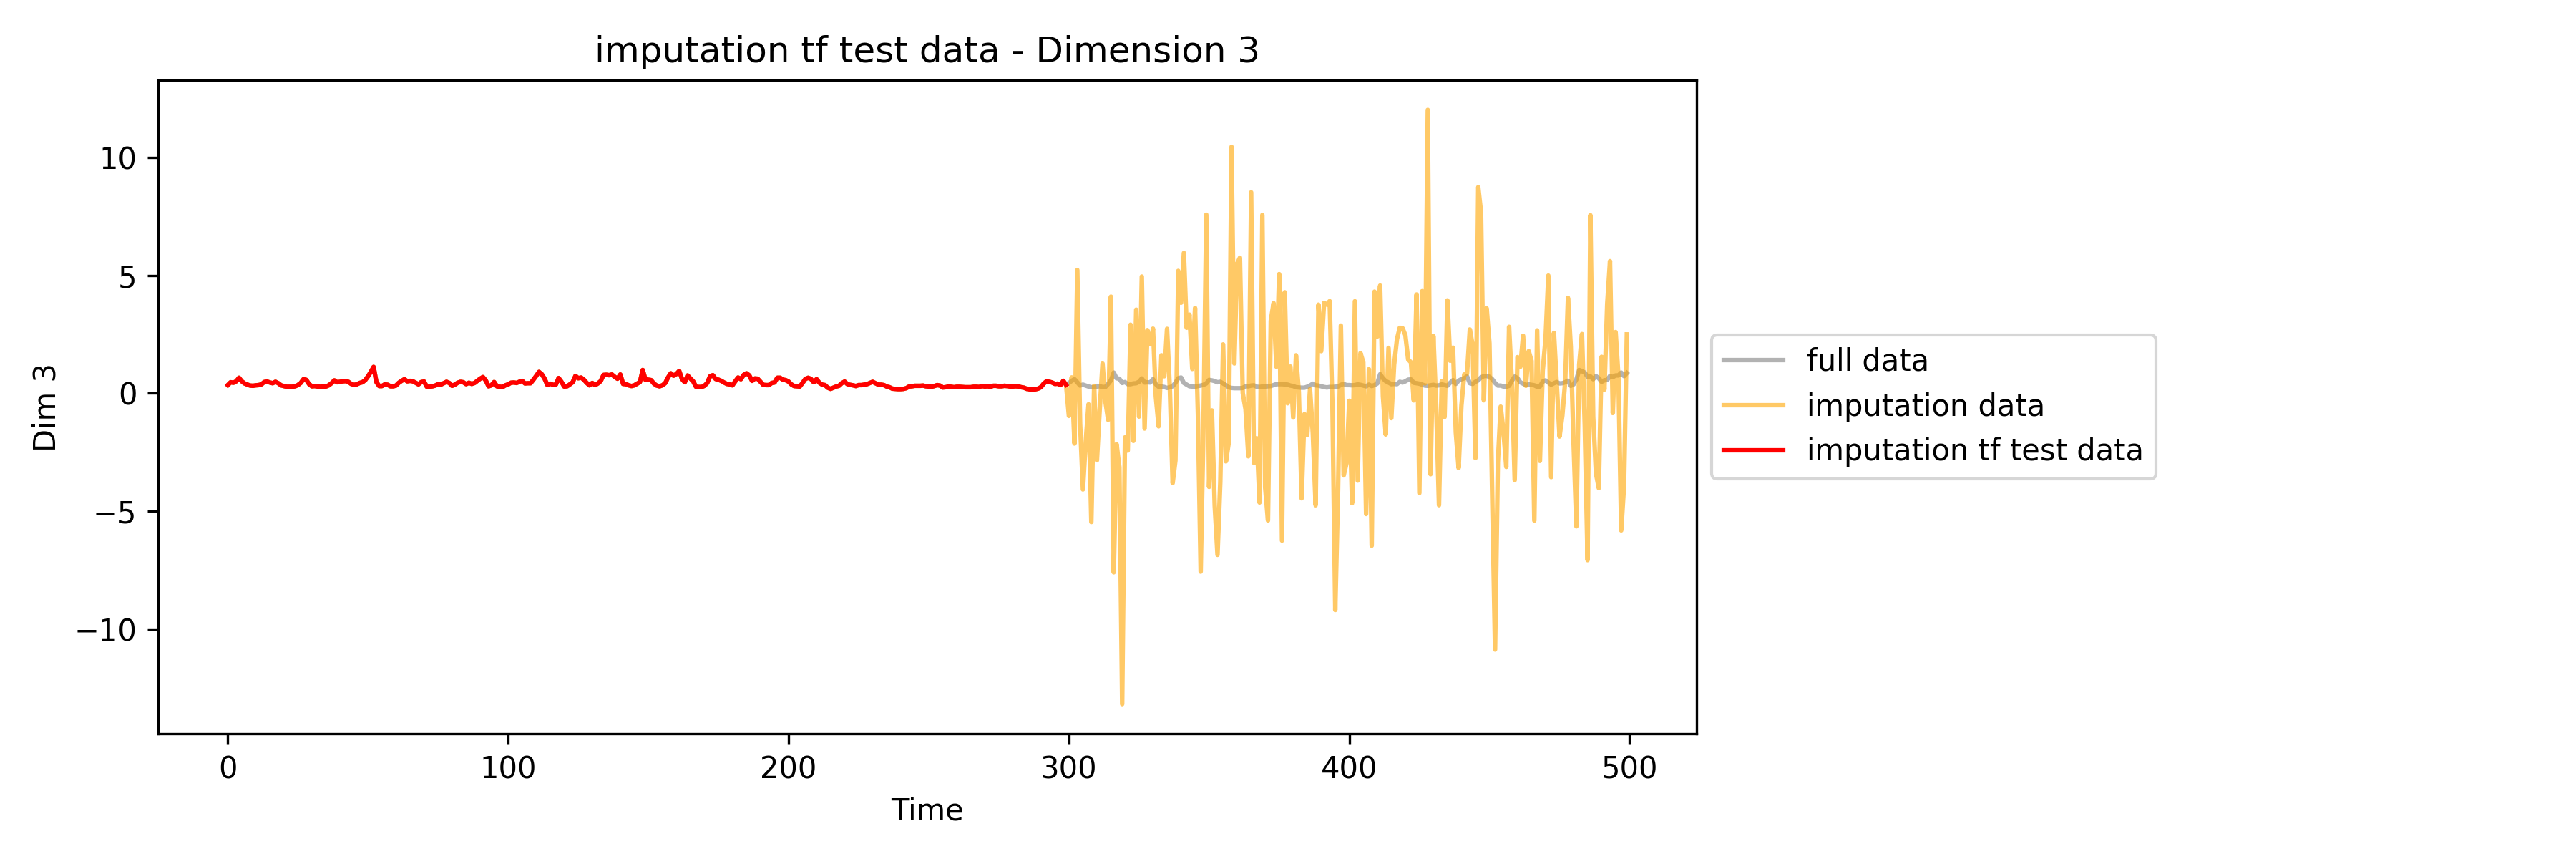 imputation tf test data - Dimension 3
10
5
0
−5
−10
Dim 3
0
100
200
300
400
500
Time
full data
imputation data
imputation tf test data